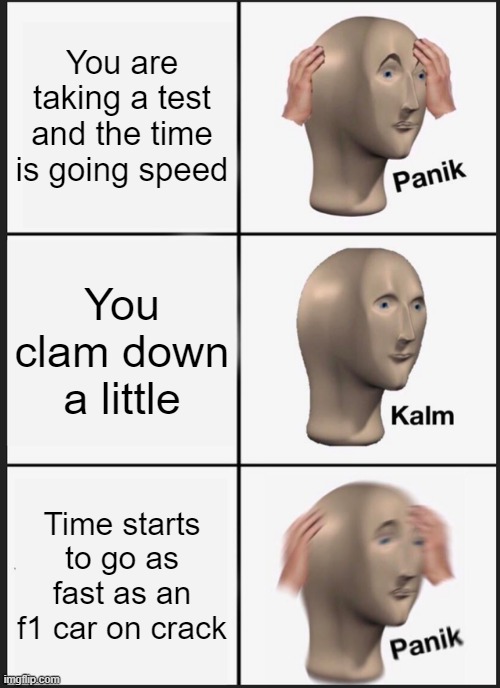 You are
taking a test
and the time
is going speed
Panik
You
clam down
a little
Kalm
Time starts
to go as
fast as an
f1 car on crack
Panik
imgflip.com